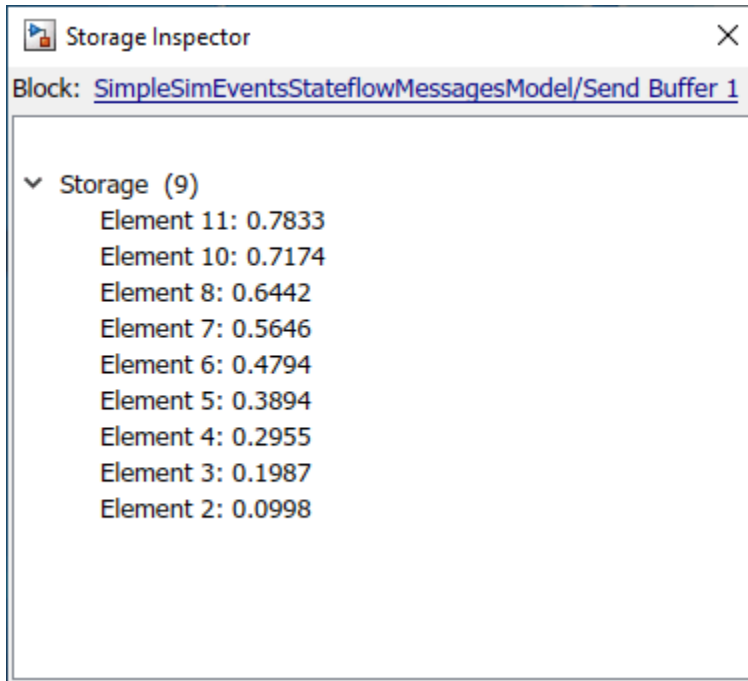 Storage Inspector
Block: SimpleSimEventsStateflowMessagesModel/Send Buffer 1
Storage (9)
Element 11: 0.7833
Element 10: 0.7174
Element 8: 0.6442
Element 7: 0.5646
Element 6: 0.4794
Element 5: 0.3894
Element 4: 0.2955
Element 3: 0.1987
Element 2: 0.0998